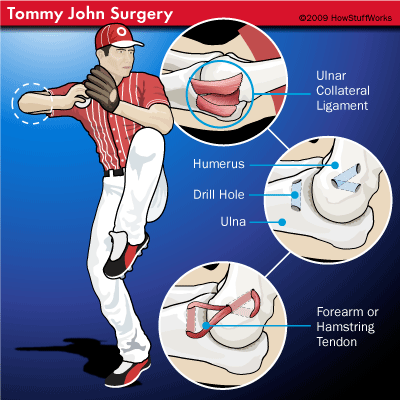 Tommy John Surgery
©2009 HowStuffWorks
Ulnar
Collateral
Ligament
Humerus
Drill Hole
Ulna
Forearm or
Hamstring
Tendon